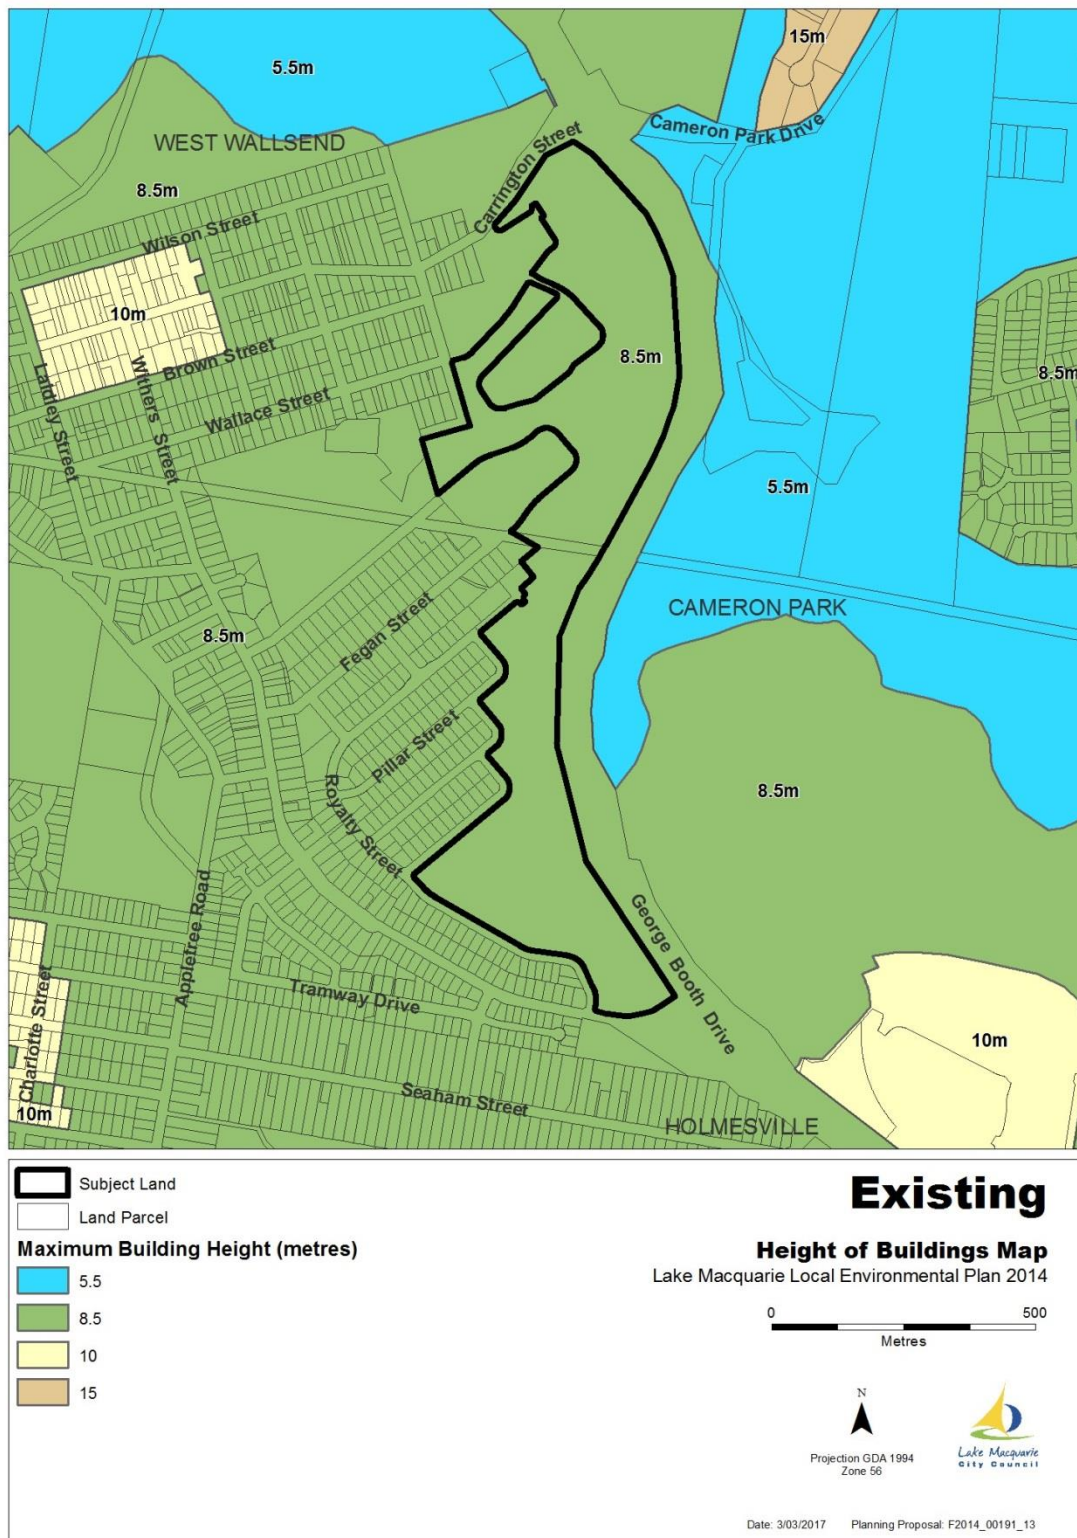 15m
5.5m
Cameron Park Drive
WEST WALLSEND
Carrington Street
8.5m
Wilson Street
10m
8.5m
8.5m
Brown Street
Withers Street
Laidley Street
Wallace Street
5.5m
CAMERON PARK
Fegan Street
8.5m
Pillar Street
8.5m
Royalty Street
Appletree Road
George Booth Drive
Tramway Drive
Charlotte Street
10m
Seaham Street
10m
HOLMESVILLE
Subject Land
Land Parcel
Maximum Building Height (metres)
5.5
8.5
10
15
Existing
Height of Buildings Map
Lake Macquarie Local Environmental Plan 2014
0 500
Metres
N
Projection GDA 1994
Zone 56
Lake Macquarie
City Council
Date: 3/03/2017 Planning Proposal: F2014_00191_13